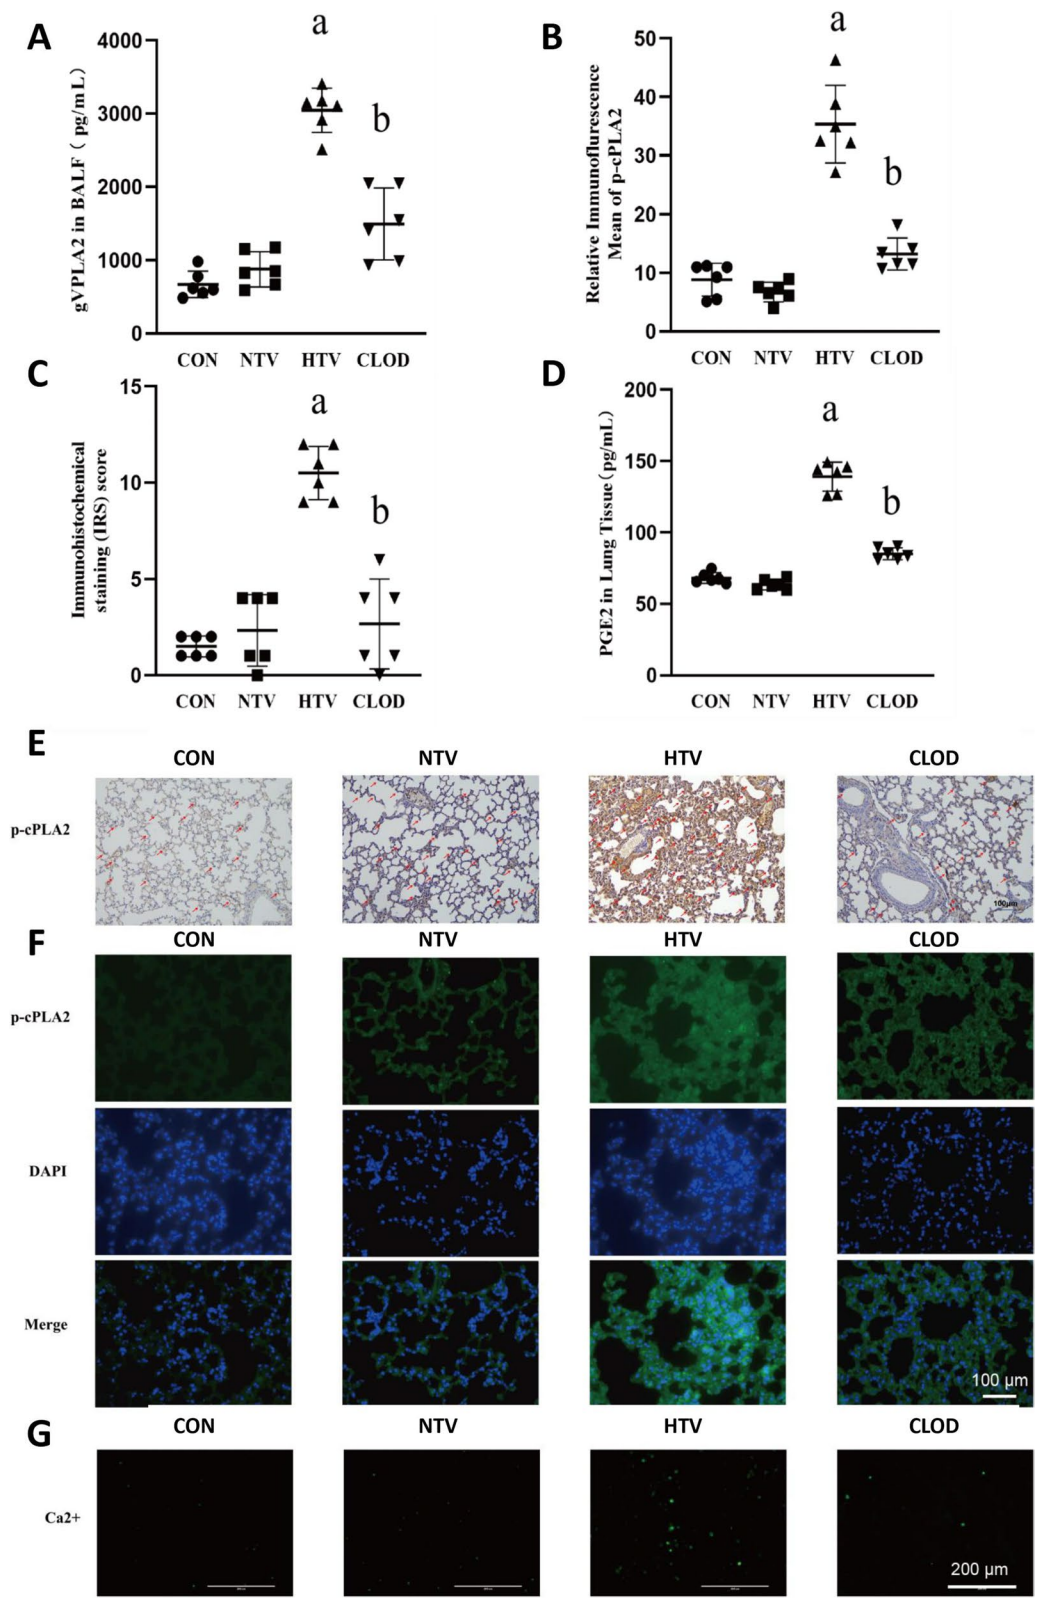 A
gVPLA2 in BALF ( pg/mL)
4000
3000
2000
1000
0
a
b
CON NTV HTV CLOD
B
Relative Immunoflurescence
Mean of p-cPLA2
50
40
30
20
10
0
a
b
CON NTV HTV CLOD
C
Immunohistochemical
staining (IRS) score
15
10
5
0
a
b
CON NTV HTV CLOD
D
PGE2 in Lung Tissue(pg/mL)
200
150
100
50
0
a
b
CON NTV HTV CLOD
E
CON NTV HTV CLOD
p-cPLA2
100μm
F
CON NTV HTV CLOD
p-cPLA2
DAPI
Merge
100 μm
G
CON NTV HTV CLOD
Ca2+
200 μm